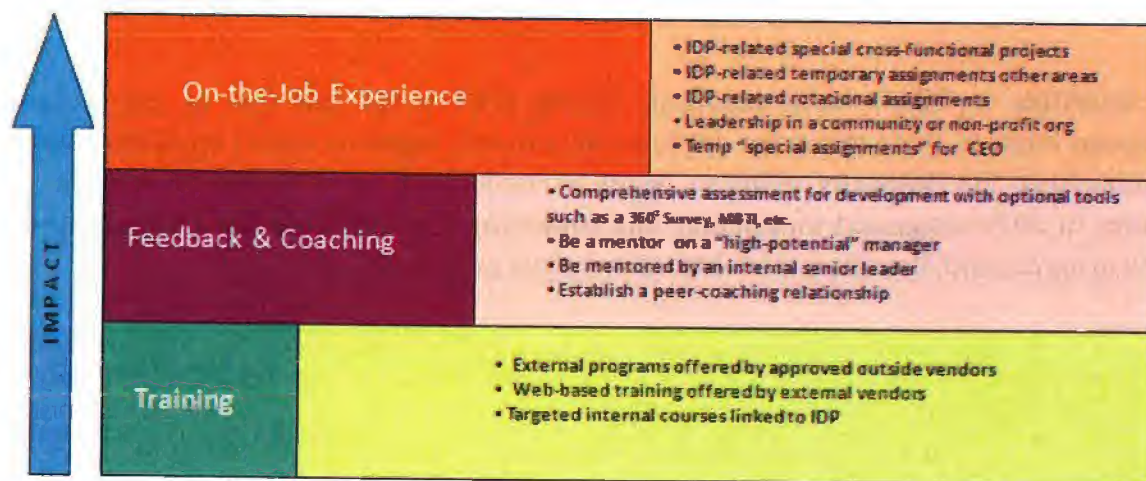 On-the-Job Experience
• IDP-related special cross-functional projects
• IDP-related temporary assignments other areas
• IDP-related rotational assignments
• Leadership in a community or non-profit org
• Temp "special assignments" for CEO
Feedback & Coaching
• Comprehensive assessment for development with optional tools
such as a 360° Survey, MBTI, etc.
• Be a mentor on a "high-potential" manager
• Be mentored by an internal senior leader
• Establish a peer-coaching relationship
IMPACT
Training
• External programs offered by approved outside vendors
• Web-based training offered by external vendors
• Targeted internal courses linked to IDP